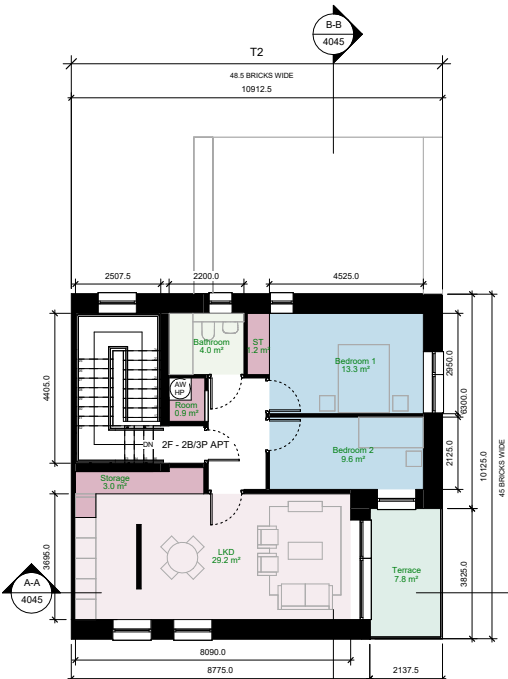 B-B
4045
T2
48.5 BRICKS WIDE
10912.5
2507.5
2200.0
4525.0
Bathroom
4.0 m²
ST
1.2 m²
Bedroom 1
13.3 m²
2950.0
4405.0
AW
HP
Room
0.9 m²
6300.0
DN
2F - 2B/3P APT
Bedroom 2
9.6 m²
2125.0
10125.0
45 BRICKS WIDE
Storage
3.0 m²
LKD
29.2 m²
3695.0
Terrace
7.8 m²
3825.0
A-A
4045
8090.0
8775.0
2137.5